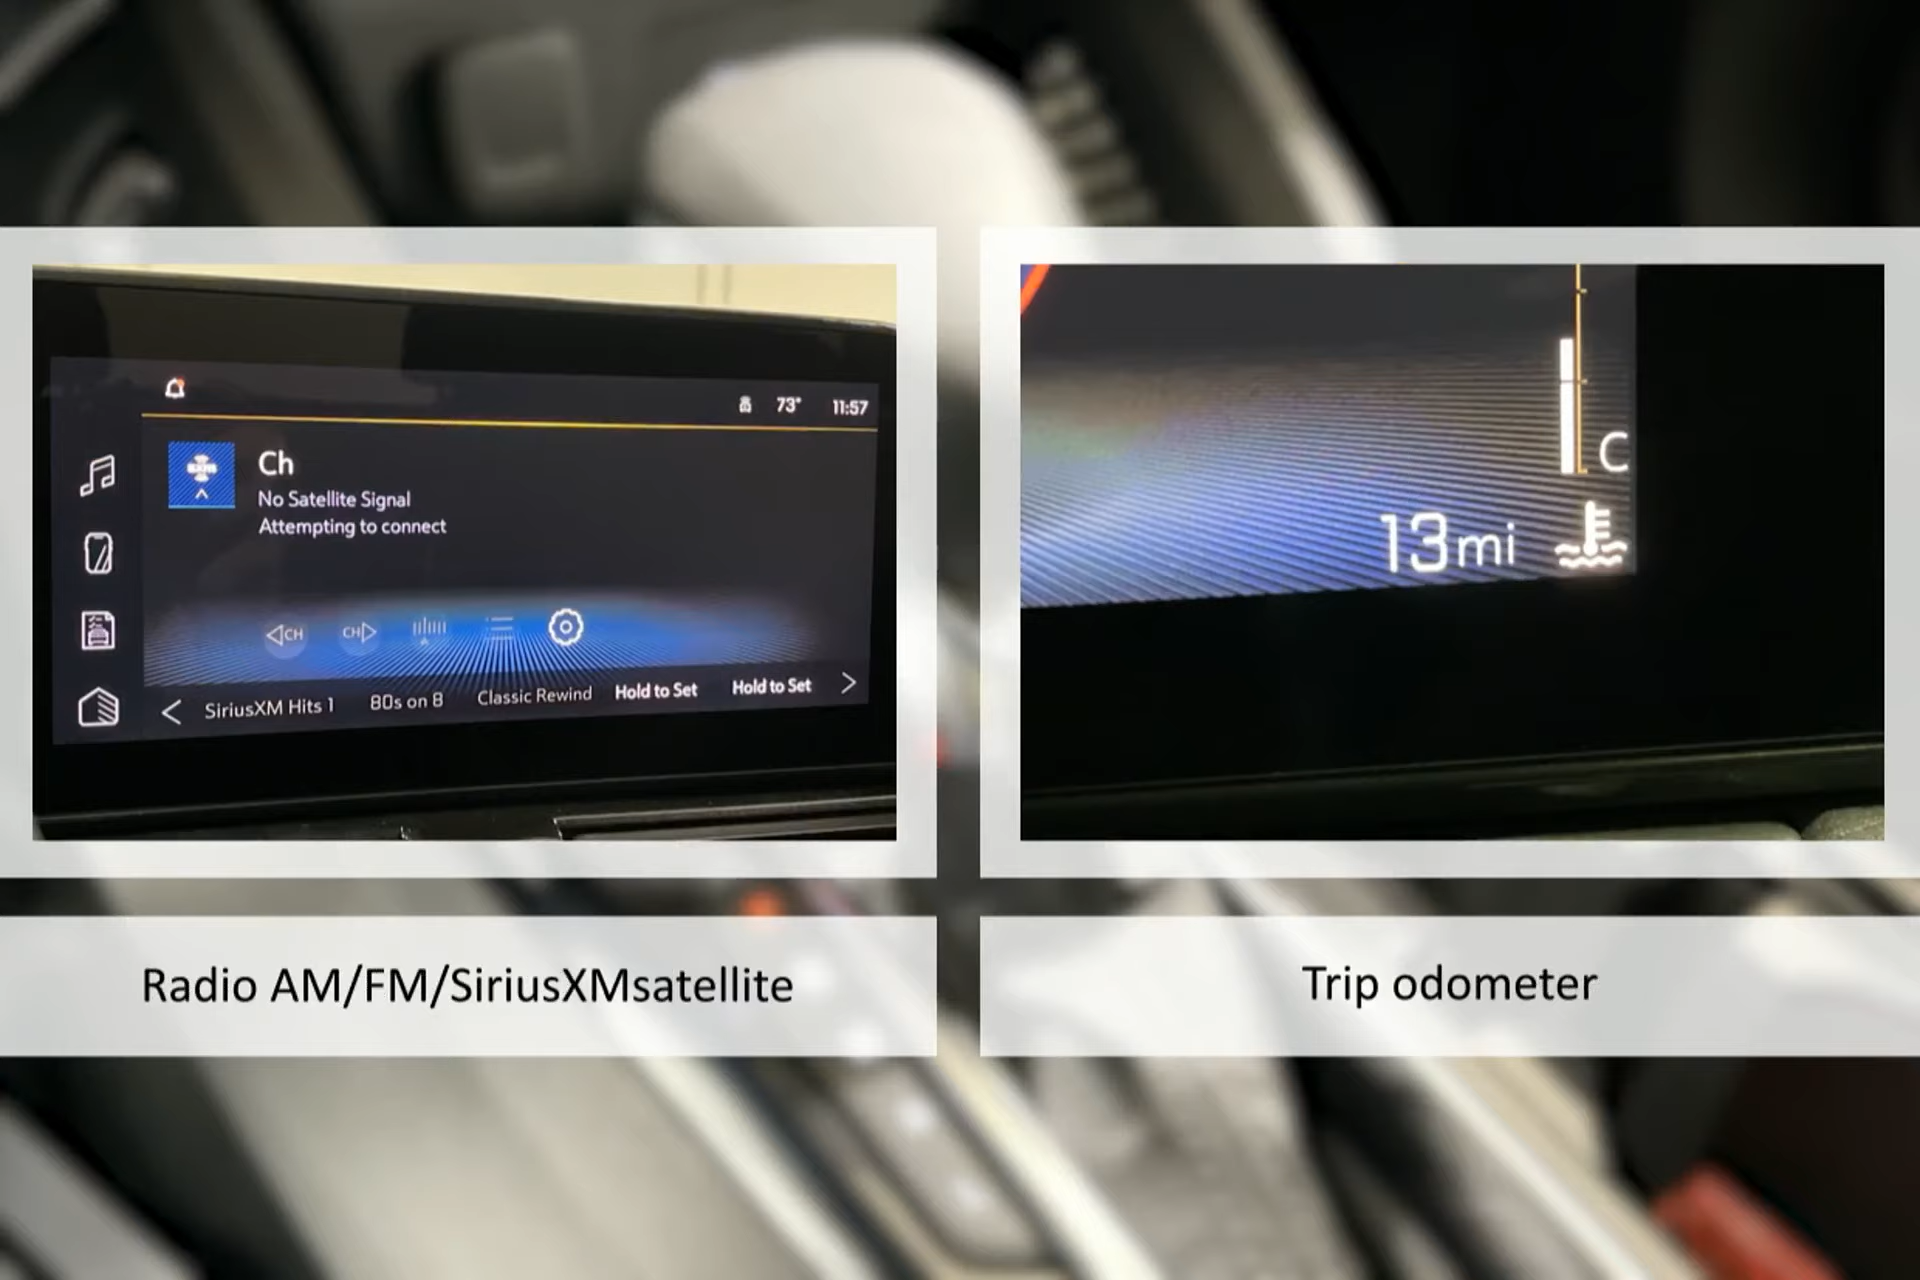 73°
11:57
Ch
No Satellite Signal
Attempting to connect
CH
CH
SiriusXM Hits 1
80s on 8
Classic Rewind
Hold to Set
Hold to Set
C
13mi
Radio AM/FM/SiriusXMsatellite
Trip odometer